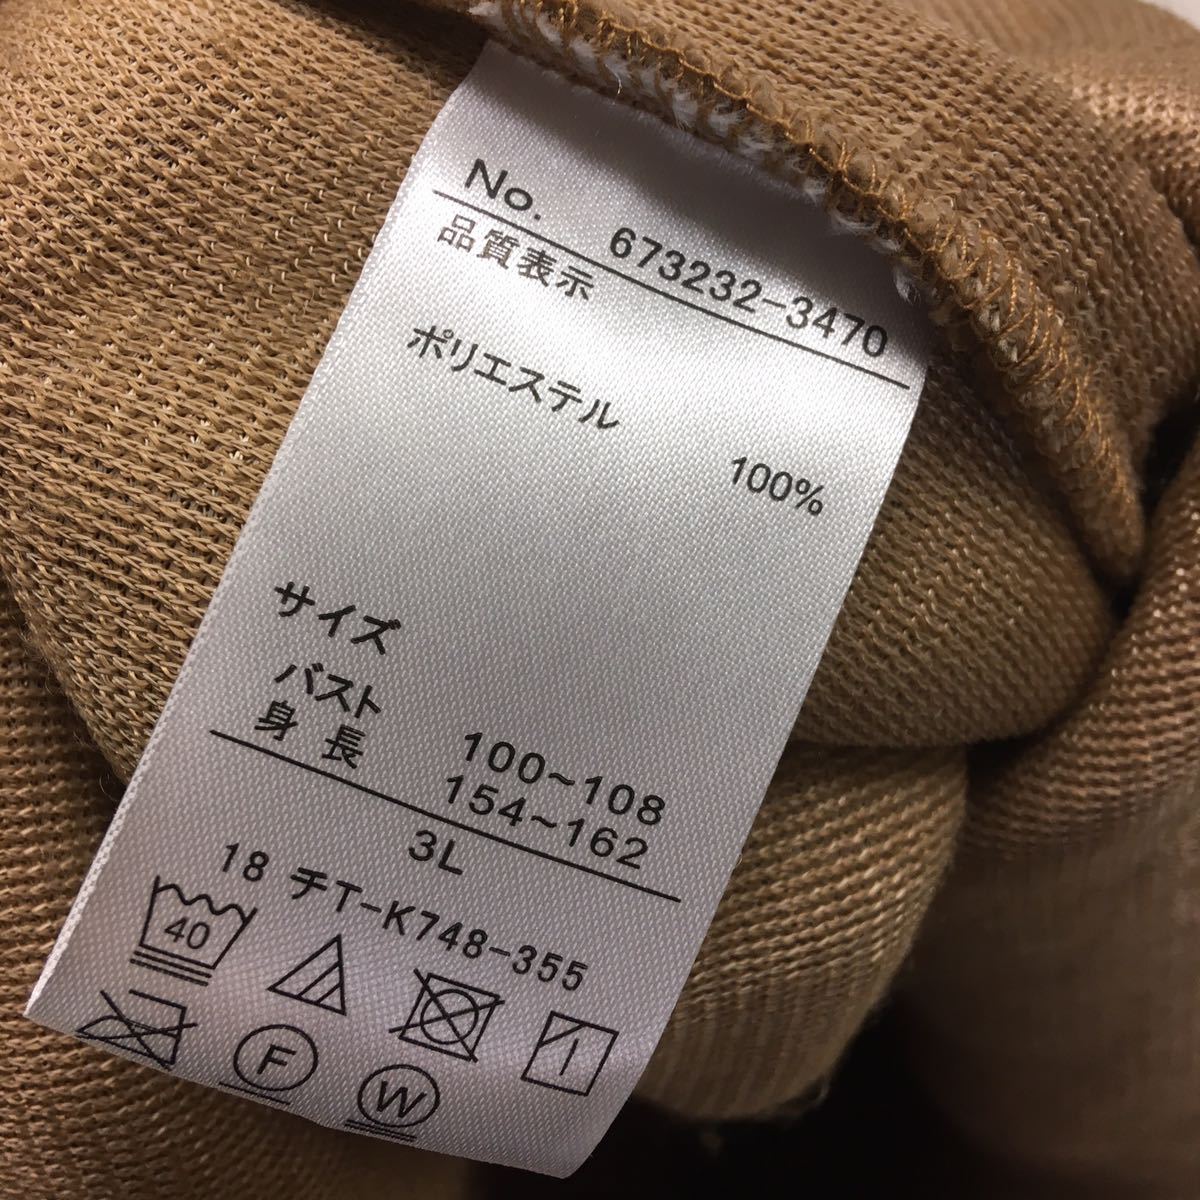 No. 673232-3470
品質表示
ポリエステル 100%
サイズ
バスト 100~108
身長 154~162
3L
18 チT-K748-355
40
F
W